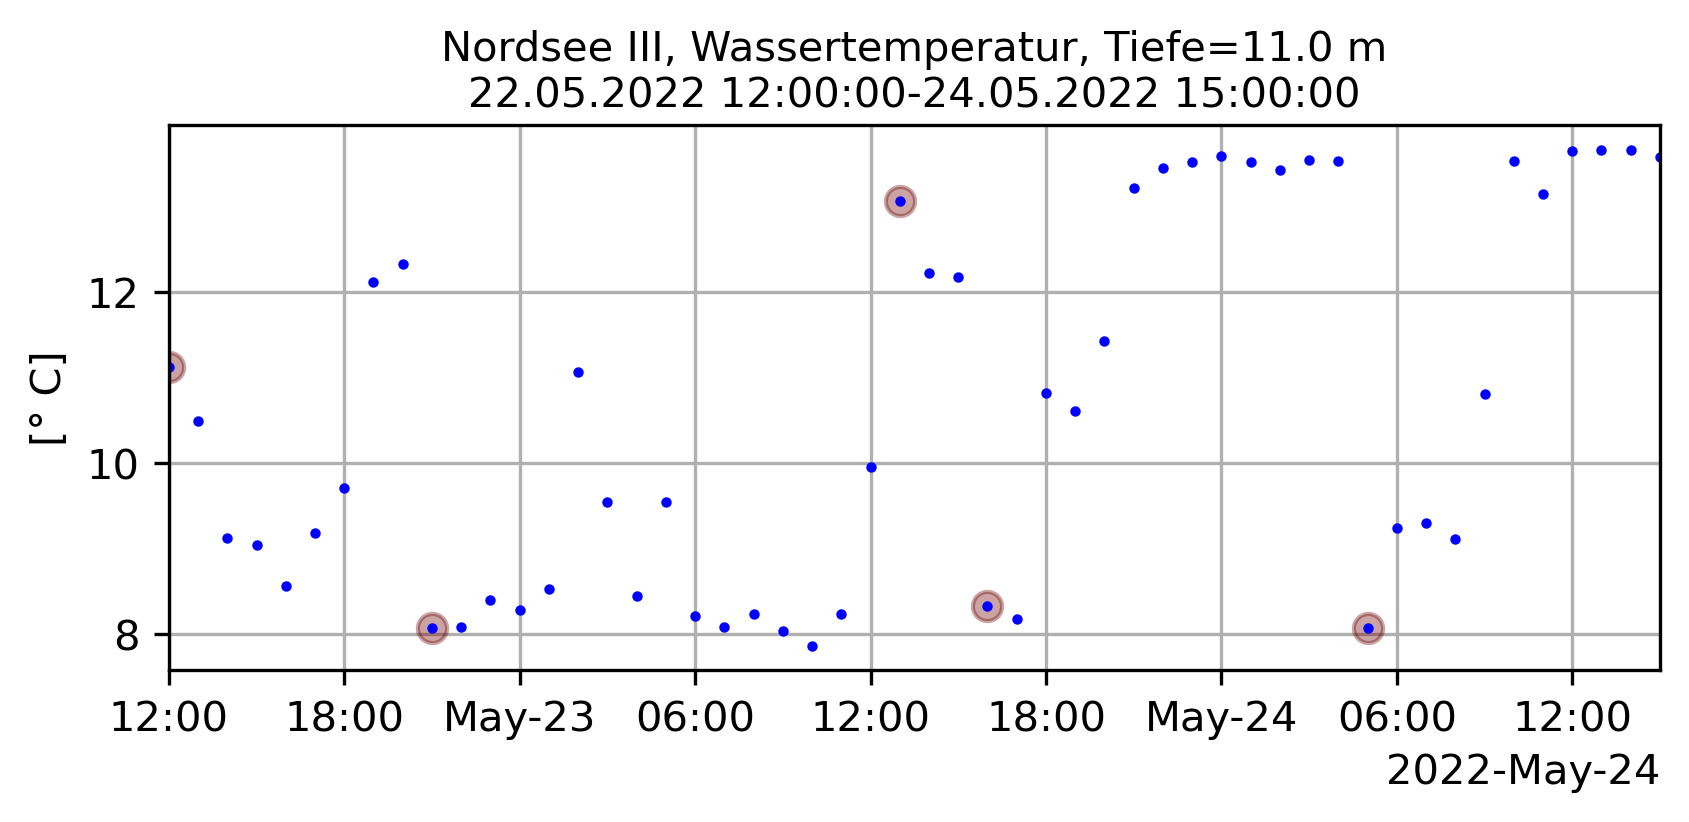 Nordsee III, Wassertemperatur, Tiefe=11.0 m
22.05.2022 12:00:00-24.05.2022 15:00:00
[° C]
12
10
8
12:00 18:00 May-23 06:00 12:00 18:00 May-24 06:00 12:00
2022-May-24